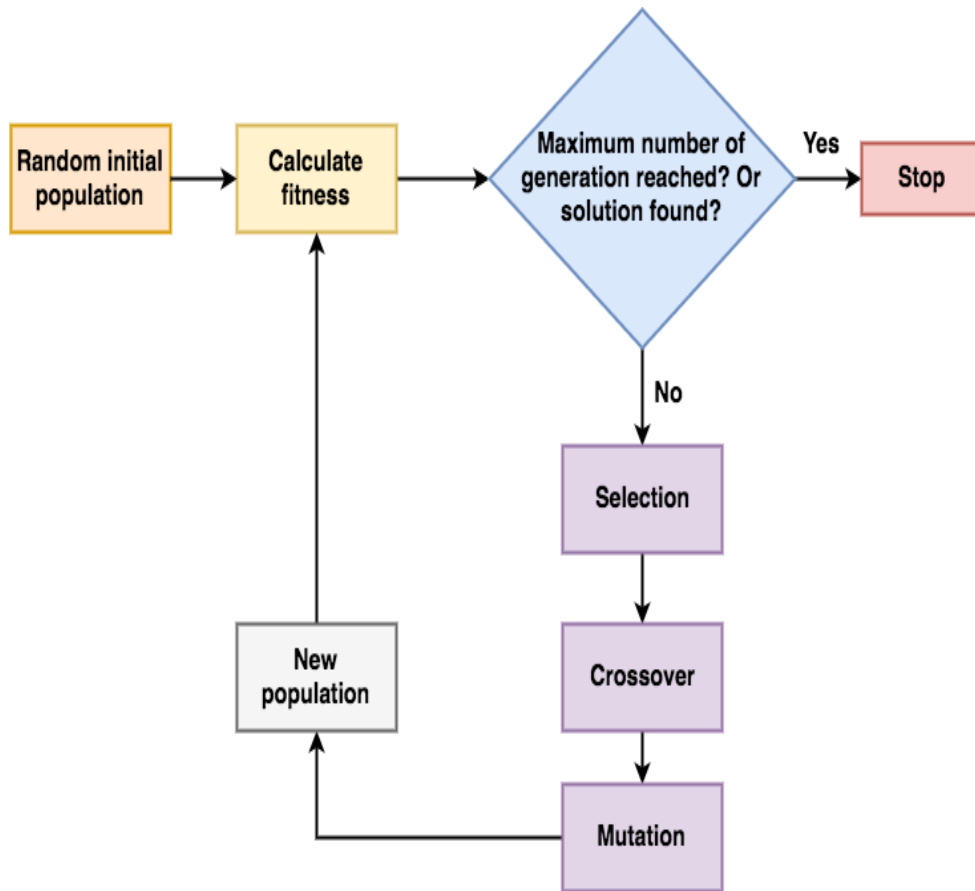 Random initial
population
Calculate
fitness
Maximum number of
generation reached? Or
solution found?
Yes
Stop
No
Selection
New
population
Crossover
Mutation